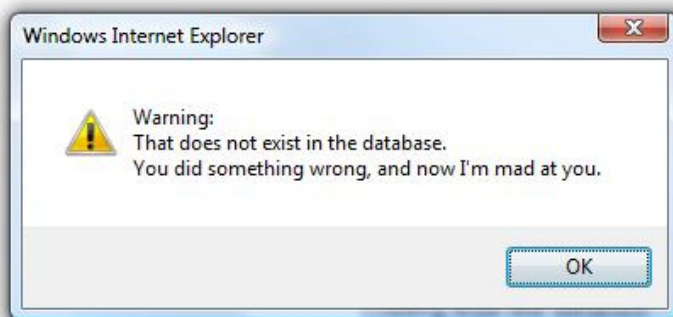 Windows Internet Explorer
Warning:
That does not exist in the database.
You did something wrong, and now I'm mad at you.
OK